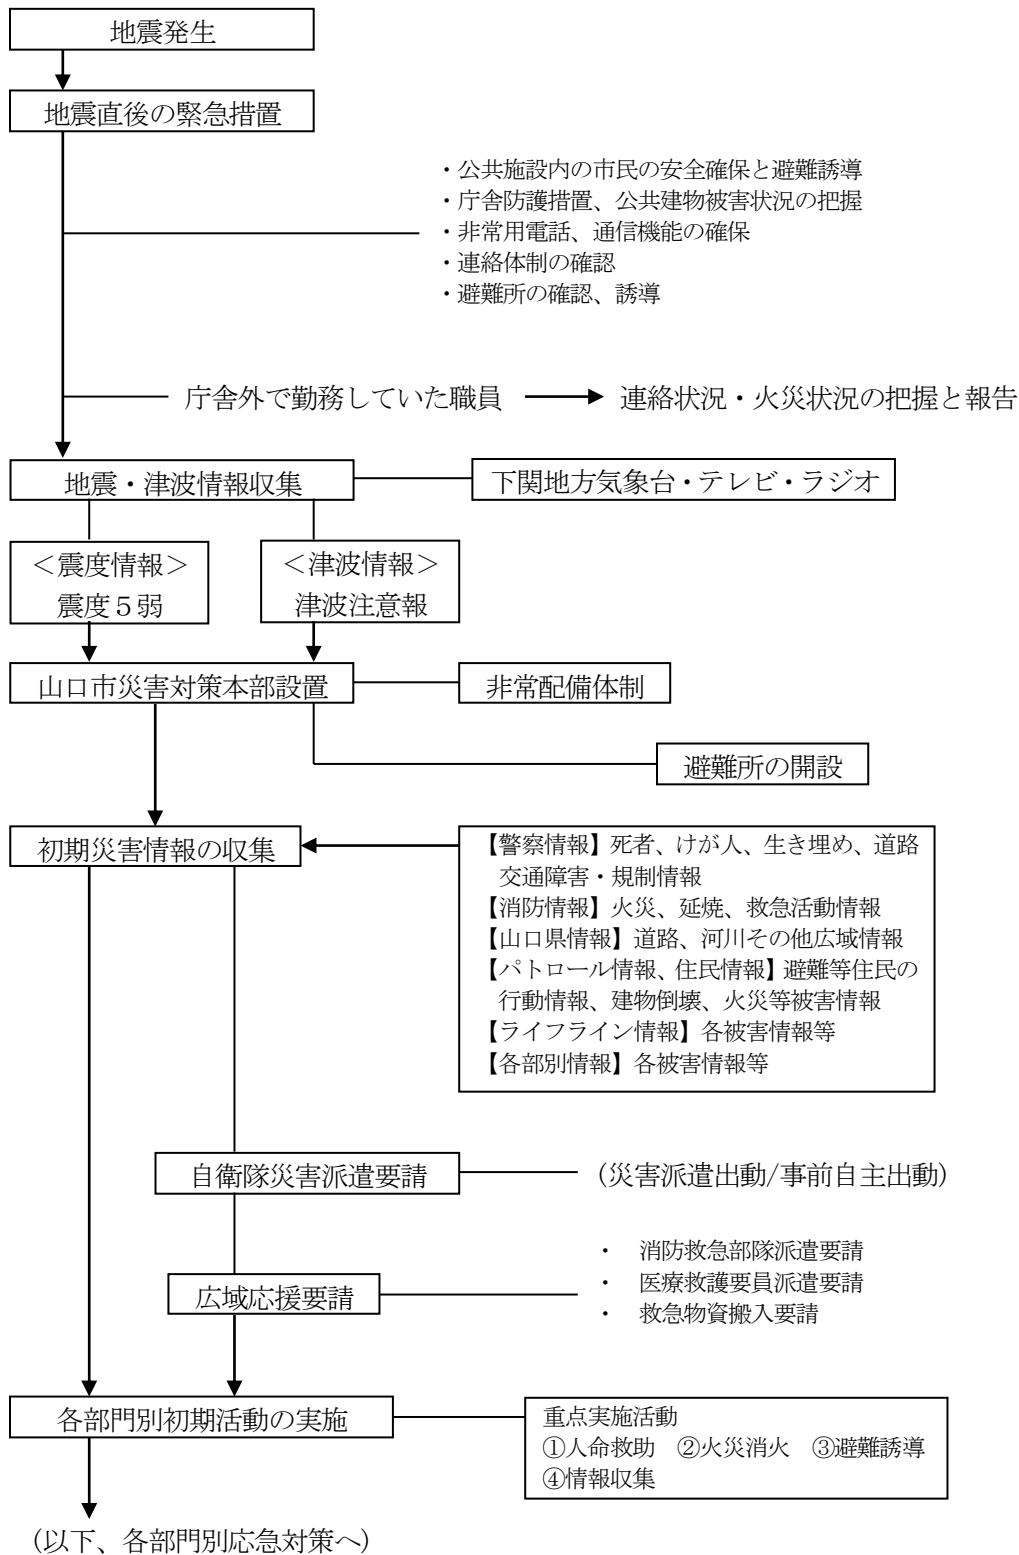 地震発生
地震直後の緊急措置
・公共施設内の市民の安全確保と避難誘導
・庁舎防護措置、公共建物被害状況の把握
・非常用電話、通信機能の確保
・連絡体制の確認
・避難所の確認、誘導
庁舎外で勤務していた職員
連絡状況・火災状況の把握と報告
地震・津波情報収集
下関地方気象台・テレビ・ラジオ
＜震度情報＞
震度５弱
＜津波情報＞
津波注意報
山口市災害対策本部設置
非常配備体制
避難所の開設
初期災害情報の収集
【警察情報】死者、けが人、生き埋め、道路
交通障害・規制情報
【消防情報】火災、延焼、救急活動情報
【山口県情報】道路、河川その他広域情報
【パトロール情報、住民情報】避難等住民の
行動情報、建物倒壊、火災等被害情報
【ライフライン情報】各被害情報等
【各部別情報】各被害情報等
自衛隊災害派遣要請
(災害派遣出動/事前自主出動)
広域応援要請
・　消防救急部隊派遣要請
・　医療救護要員派遣要請
・　救急物資搬入要請
各部門別初期活動の実施
重点実施活動
①人命救助　②火災消火　③避難誘導
④情報収集
(以下、各部門別応急対策へ)